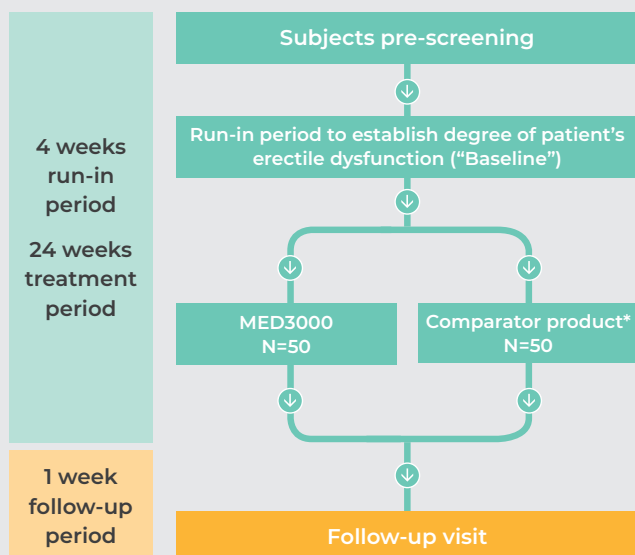 Subjects pre-screening
Run-in period to establish degree of patient’s
erectile dysfunction (“Baseline”)
4 weeks
run-in
period
24 weeks
treatment
period
MED3000
N=50
Comparator product*
N=50
1 week
follow-up
period
Follow-up visit